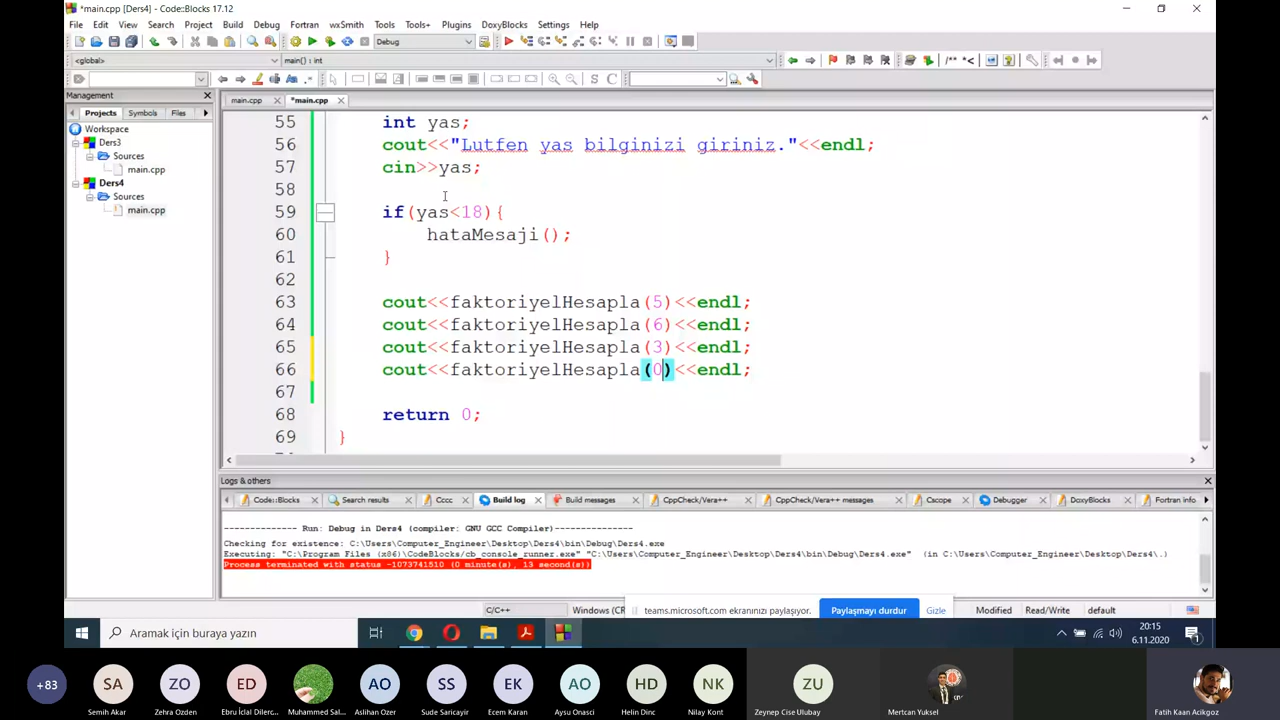 *main.cpp [Ders4] - Code::Blocks 17.12
File Edit View Search Project Build Debug Fortran wxSmith Tools Tools+ Plugins DoxyBlocks Settings Help
Debug
<global> main() : int
/** *<
S C
Management
main.cpp *main.cpp
Projects Symbols Files
Workspace
Ders3
Sources
main.cpp
Ders4
Sources
main.cpp
55 int yas;
56 cout<<"Lutfen yas bilginizi giriniz."<<endl;
57 cin>>yas;
58
59 if(yas<18){
60 hataMesaji();
61 }
62
63 cout<<faktoriyelHesapla(5)<<endl;
64 cout<<faktoriyelHesapla(6)<<endl;
65 cout<<faktoriyelHesapla(3)<<endl;
66 cout<<faktoriyelHesapla(0)<<endl;
67
68 return 0;
69 }
Logs & others
Code::Blocks Search results Cccc Build log Build messages CppCheck/Vera++ CppCheck/Vera++ messages Cscope Debugger DoxyBlocks Fortran info
-------------- Run: Debug in Ders4 (compiler: GNU GCC Compiler)---------------
Checking for existence: C:\Users\Computer_Engineer\Desktop\Ders4\bin\Debug\Ders4.exe
Executing: "C:\Program Files (x86)\CodeBlocks/cb_console_runner.exe" "C:\Users\Computer_Engineer\Desktop\Ders4\bin\Debug\Ders4.exe" (in C:\Users\Computer_Engineer\Desktop\Ders4\.)
Process terminated with status -1073741510 (0 minute(s), 13 second(s))
C/C++ Windows (CR Modified Read/Write default
teams.microsoft.com ekranınızı paylaşıyor. Paylaşmayı durdur Gizle
Aramak için buraya yazın
20:15
6.11.2020
1
+83 SA ZO ED AO SS EK AO HD NK ZU
Semih Akar Zehra Ozden Ebru İclal Dilerc... Muhammed Sal... Aslihan Ozer Sude Saricayir Ecem Karan Aysu Onasci Helin Dinc Nilay Kont Zeynep Cise Ulubay Mertcan Yuksel Fatih Kaan Acikgoz